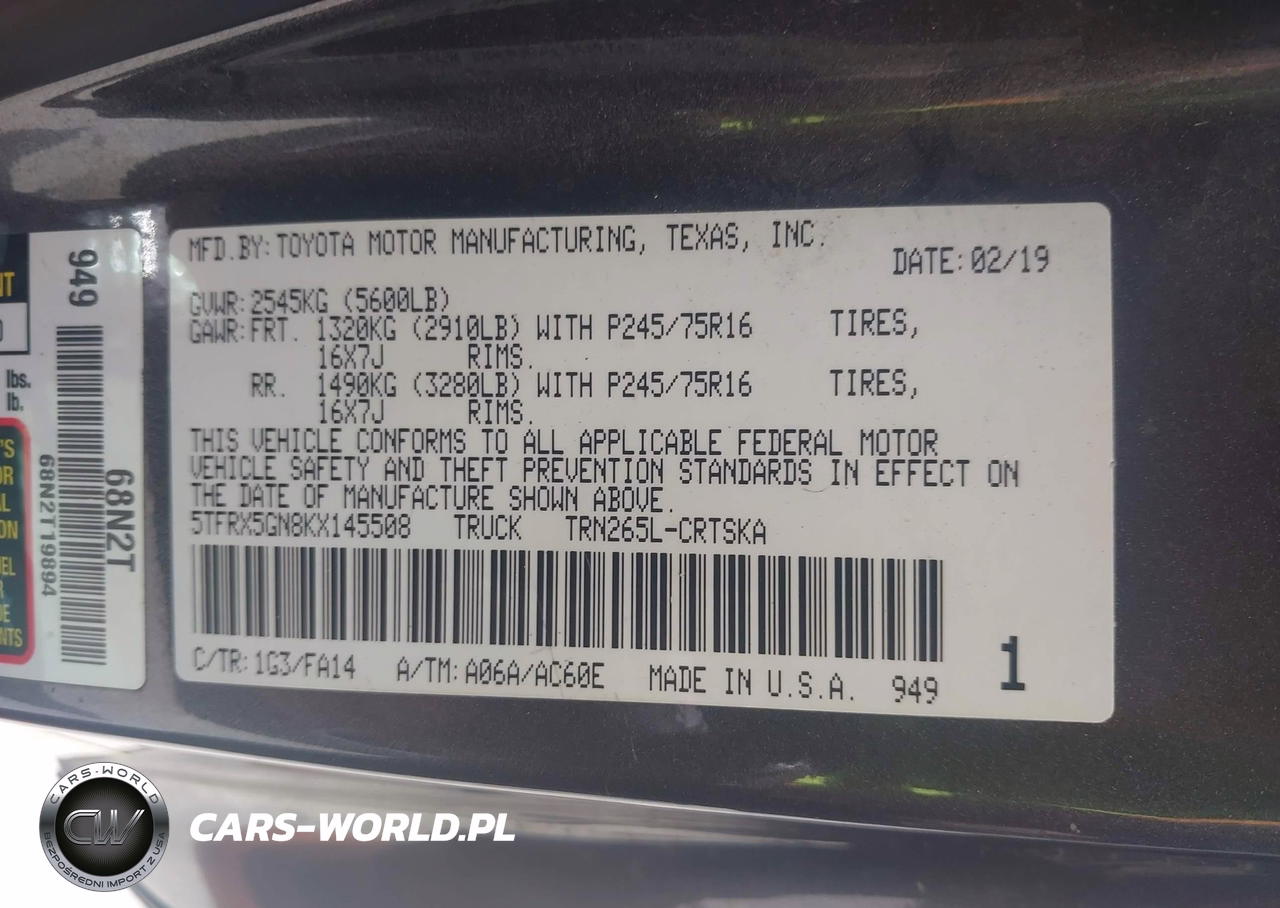 MFD.BY: TOYOTA MOTOR MANUFACTURING, TEXAS, INC.
DATE: 02/19
GVWR: 2545KG (5600LB)
GAWR: FRT. 1320KG (2910LB) WITH P245/75R16 TIRES,
16X7J RIMS.
RR. 1490KG (3280LB) WITH P245/75R16 TIRES,
16X7J RIMS.
THIS VEHICLE CONFORMS TO ALL APPLICABLE FEDERAL MOTOR
VEHICLE SAFETY AND THEFT PREVENTION STANDARDS IN EFFECT ON
THE DATE OF MANUFACTURE SHOWN ABOVE.
5TFRX5GN8KX145508 TRUCK TRN265L-CRTSKA
C/TR: 1G3/FA14 A/TM: A06A/AC60E MADE IN U.S.A. 949
1
949
68N2T
68N2T19894
lbs.
lb.
CARS-WORLD
CW
BEZPOŚREDNI IMPORT Z USA
CARS-WORLD.PL